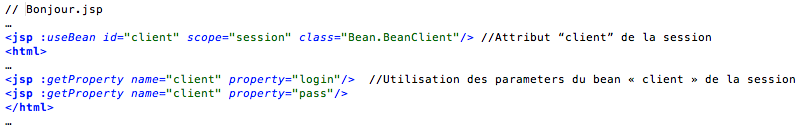 // Bonjour.jsp
…
<jsp :useBean id="client" scope="session" class="Bean.BeanClient"/> //Attribut “client” de la session
<html>
…
<jsp :getProperty name="client" property="login"/>  //Utilisation des parameters du bean « client » de la session
<jsp :getProperty name="client" property="pass"/>
</html>
…